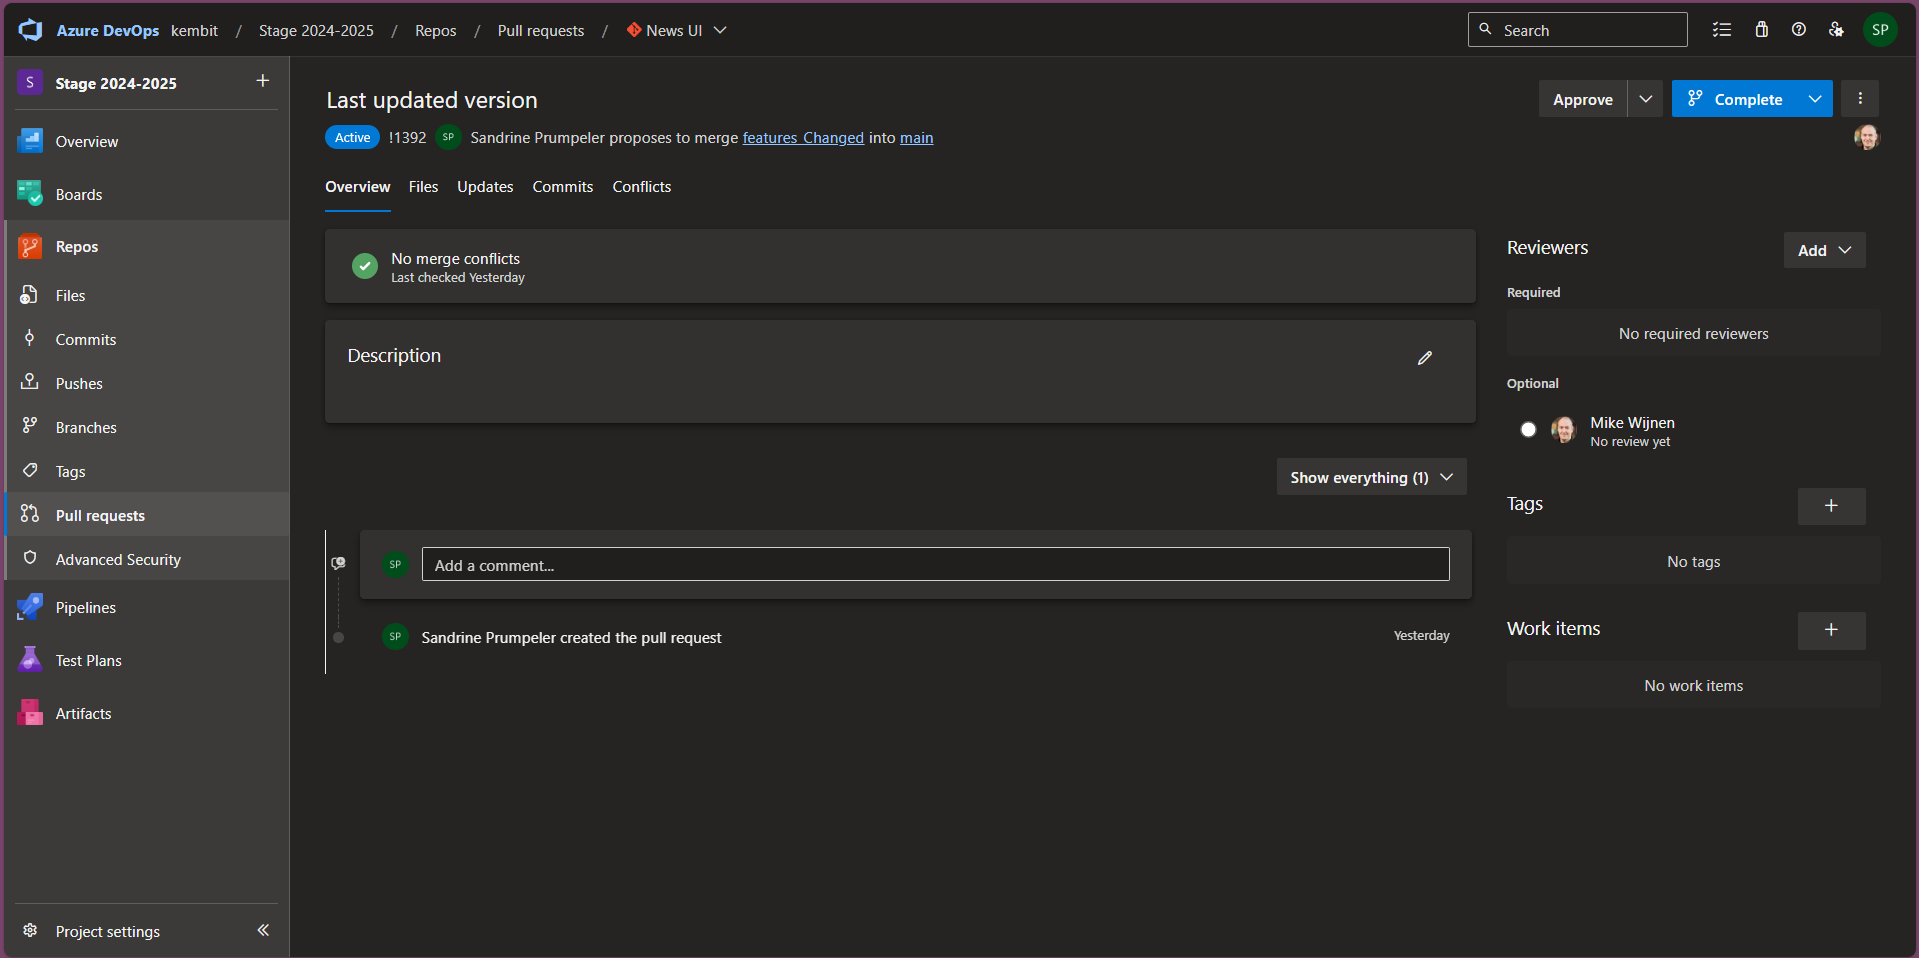 Azure DevOps kembit / Stage 2024-2025 / Repos / Pull requests / News UI
Search
SP
S Stage 2024-2025
Overview
Boards
Repos
Files
Commits
Pushes
Branches
Tags
Pull requests
Advanced Security
Pipelines
Test Plans
Artifacts
Project settings
Last updated version
Approve
Complete
Active !1392 SP Sandrine Prumpeler proposes to merge features_Changed into main
Overview Files Updates Commits Conflicts
No merge conflicts
Last checked Yesterday
Description
Show everything (1)
SP Add a comment...
SP Sandrine Prumpeler created the pull request Yesterday
Reviewers
Add
Required
No required reviewers
Optional
Mike Wijnen
No review yet
Tags
No tags
Work items
No work items